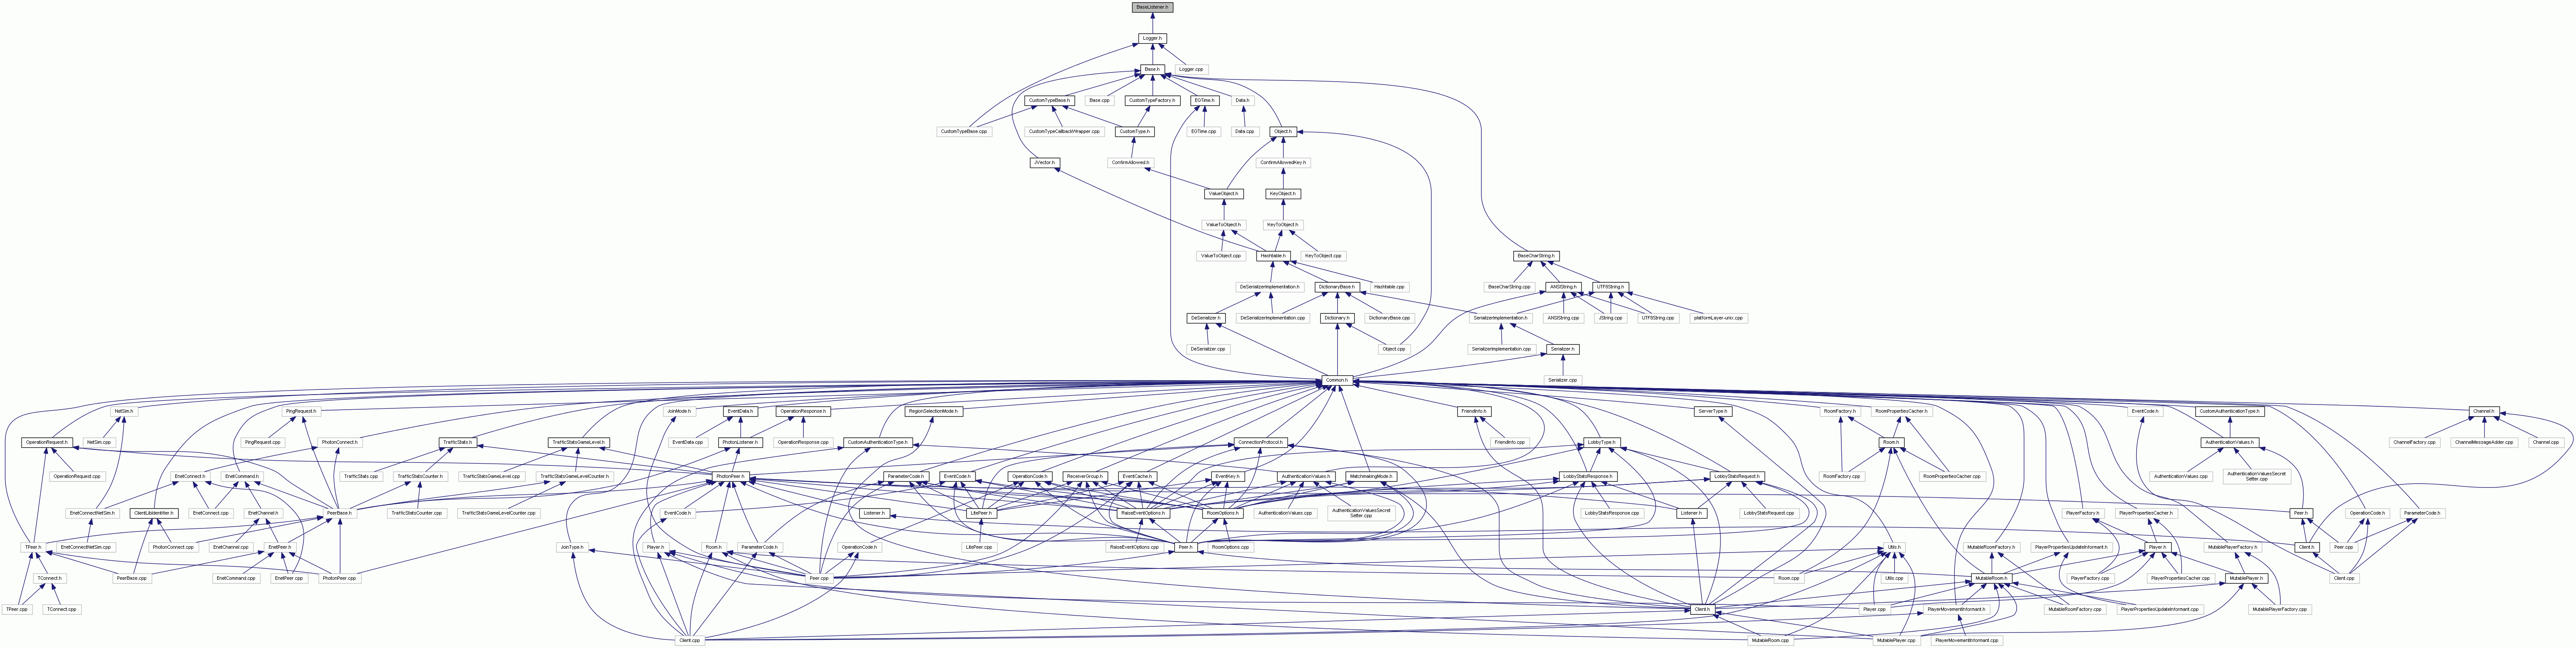 BaseListener.h
Logger.h
Base.h
Logger.cpp
CustomTypeBase.h
Base.cpp
CustomTypeFactory.h
EGTime.h
Data.h
CustomTypeBase.cpp
CustomTypeCallbackWrapper.cpp
CustomType.h
EGTime.cpp
Data.cpp
Object.h
JVector.h
ConfirmAllowed.h
ConfirmAllowedKey.h
ValueObject.h
KeyObject.h
ValueToObject.h
KeyToObject.h
ValueToObject.cpp
Hashtable.h
KeyToObject.cpp
BaseCharString.h
DeSerializerImplementation.h
DictionaryBase.h
Hashtable.cpp
BaseCharString.cpp
ANSIString.h
UTF8String.h
DeSerializer.h
DeSerializerImplementation.cpp
Dictionary.h
DictionaryBase.cpp
SerializerImplementation.h
ANSIString.cpp
JString.cpp
UTF8String.cpp
platformLayer-unix.cpp
DeSerializer.cpp
Object.cpp
SerializerImplementation.cpp
Serializer.h
Common.h
Serializer.cpp
NetSim.h
PingRequest.h
JoinMode.h
EventData.h
OperationResponse.h
RegionSelectionMode.h
FriendInfo.h
ServerType.h
RoomFactory.h
RoomPropertiesCacher.h
EventCode.h
CustomAuthenticationType.h
Channel.h
OperationRequest.h
NetSim.cpp
PingRequest.cpp
PhotonConnect.h
TrafficStats.h
TrafficStatsGameLevel.h
EventData.cpp
PhotonListener.h
OperationResponse.cpp
CustomAuthenticationType.h
ConnectionProtocol.h
FriendInfo.cpp
LobbyType.h
Room.h
AuthenticationValues.h
ChannelFactory.cpp
ChannelMessageAdder.cpp
Channel.cpp
OperationRequest.cpp
EnetConnect.h
EnetCommand.h
TrafficStats.cpp
TrafficStatsCounter.h
TrafficStatsGameLevel.cpp
TrafficStatsGameLevelCounter.h
PhotonPeer.h
ParameterCode.h
EventCode.h
OperationCode.h
ReceiverGroup.h
EventCache.h
EventKey.h
AuthenticationValues.h
MatchmakingMode.h
LobbyStatsResponse.h
LobbyStatsRequest.h
RoomFactory.cpp
RoomPropertiesCacher.cpp
AuthenticationValues.cpp
AuthenticationValuesSecret
Setter.cpp
EnetConnectNetSim.h
ClientLibIdentifier.h
EnetConnect.cpp
EnetChannel.h
PeerBase.h
TrafficStatsCounter.cpp
TrafficStatsGameLevelCounter.cpp
EventCode.h
Listener.h
LitePeer.h
RaiseEventOptions.h
RoomOptions.h
AuthenticationValues.cpp
AuthenticationValuesSecret
Setter.cpp
LobbyStatsResponse.cpp
Listener.h
LobbyStatsRequest.cpp
PlayerFactory.h
PlayerPropertiesCacher.h
Peer.h
OperationCode.h
ParameterCode.h
TPeer.h
EnetConnectNetSim.cpp
PhotonConnect.cpp
EnetChannel.cpp
EnetPeer.h
JoinType.h
Player.h
Room.h
ParameterCode.h
OperationCode.h
LitePeer.cpp
RaiseEventOptions.cpp
Peer.h
RoomOptions.cpp
Utils.h
MutableRoomFactory.h
PlayerPropertiesUpdateInformant.h
Player.h
MutablePlayerFactory.h
Client.h
Peer.cpp
TConnect.h
PeerBase.cpp
EnetCommand.cpp
EnetPeer.cpp
PhotonPeer.cpp
Peer.cpp
Room.cpp
Utils.cpp
MutableRoom.h
PlayerFactory.cpp
PlayerPropertiesCacher.cpp
MutablePlayer.h
Client.cpp
TPeer.cpp
TConnect.cpp
Client.h
Player.cpp
PlayerMovementInformant.h
MutableRoomFactory.cpp
PlayerPropertiesUpdateInformant.cpp
MutablePlayerFactory.cpp
Client.cpp
MutableRoom.cpp
MutablePlayer.cpp
PlayerMovementInformant.cpp